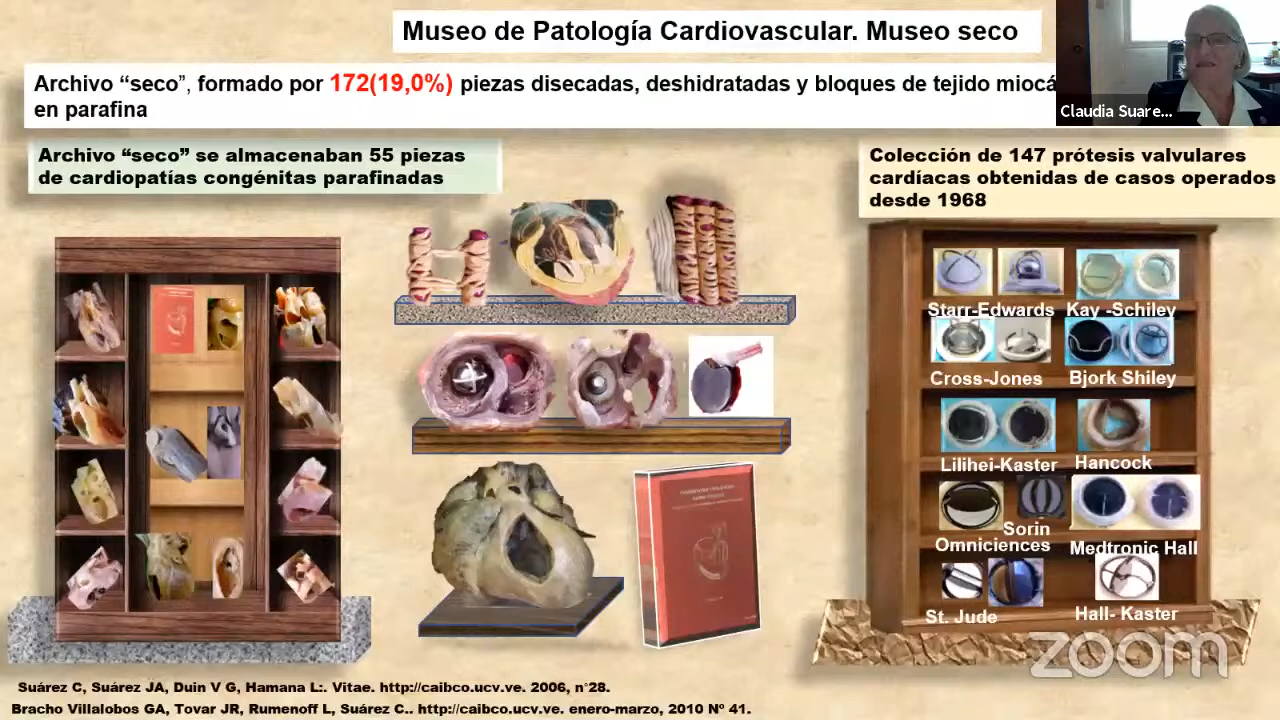 Museo de Patología Cardiovascular. Museo seco
Archivo “seco”, formado por 172(19,0%) piezas disecadas, deshidratadas y bloques de tejido miocá
en parafina
Claudia Suare...
Archivo “seco” se almacenaban 55 piezas
de cardiopatías congénitas parafinadas
Colección de 147 prótesis valvulares
cardíacas obtenidas de casos operados
desde 1968
Starr-Edwards
Kay -Schiley
Cross-Jones
Bjork Shiley
Lilihei-Kaster
Hancock
Sorin
Omniciences
Medtronic Hall
St. Jude
Hall- Kaster
zoom
Suárez C, Suárez JA, Duin V G, Hamana L:. Vitae. http://caibco.ucv.ve. 2006, n°28.
Bracho Villalobos GA, Tovar JR, Rumenoff L, Suárez C.. http://caibco.ucv.ve. enero-marzo, 2010 Nº 41.